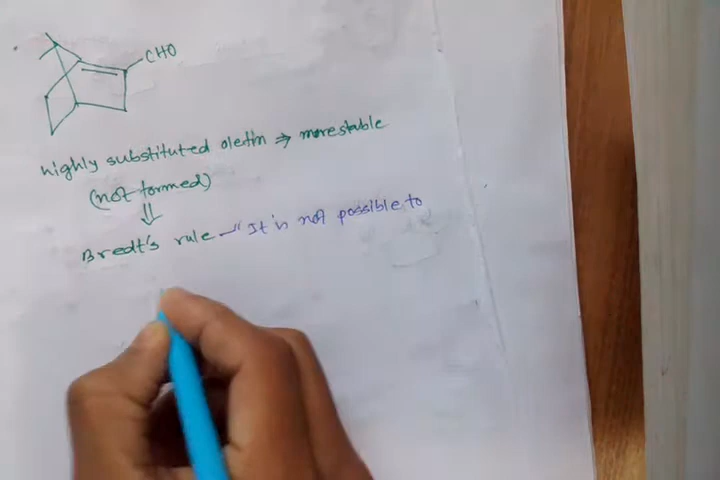 CHO
highly substituted olefin ⇒ more stable
(not formed)
⇓
Bredt's rule - "It is not possible to